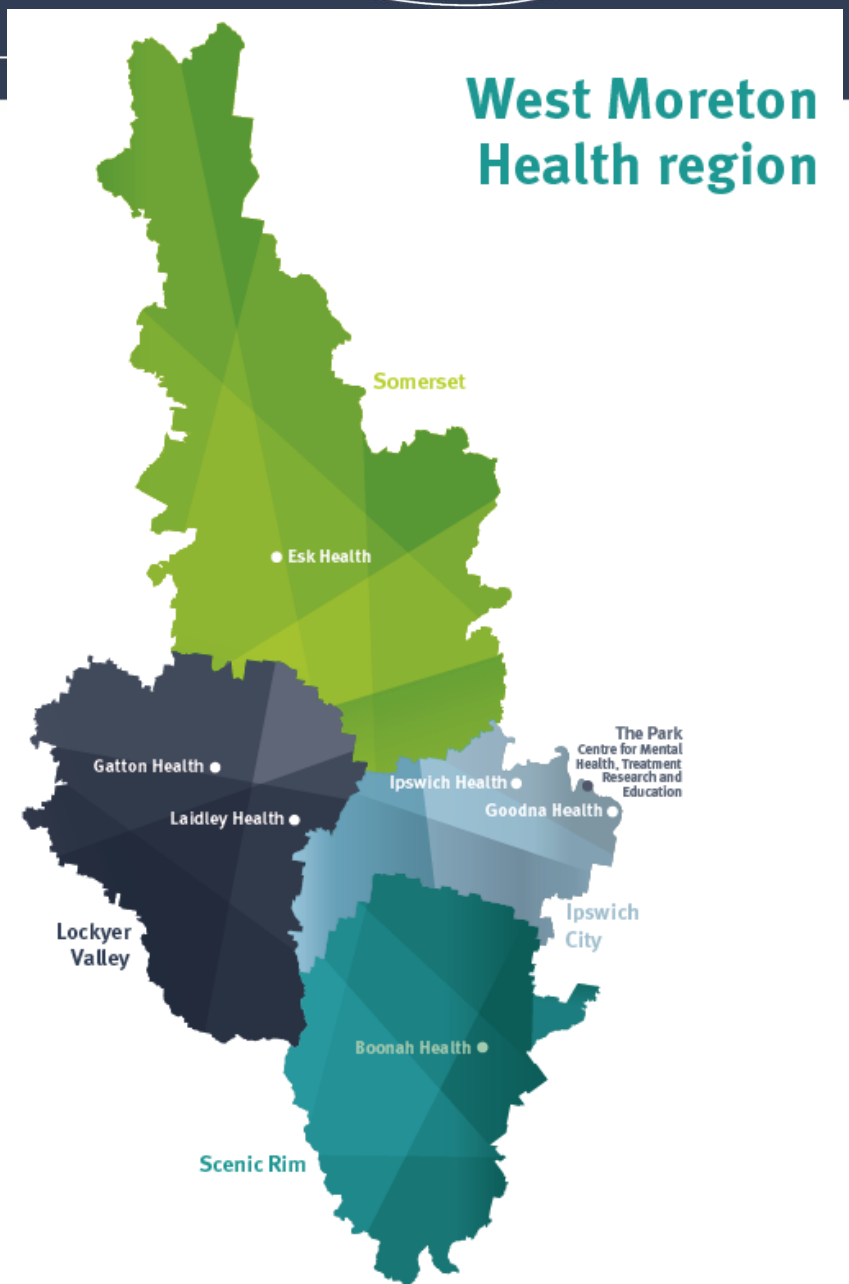 West Moreton
Health region
Somerset
Esk Health
The Park
Centre for Mental
Health, Treatment
Research and
Education
Gatton Health
Ipswich Health
Goodna Health
Laidley Health
Ipswich
City
Lockyer
Valley
Boonah Health
Scenic Rim